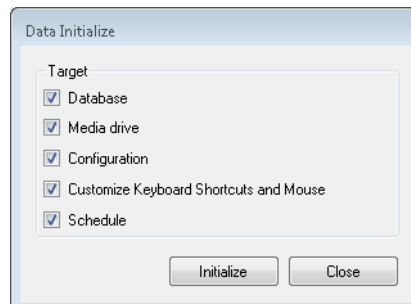 Data Initialize
Target
Database
Media drive
Configuration
Customize Keyboard Shortcuts and Mouse
Schedule
Initialize Close